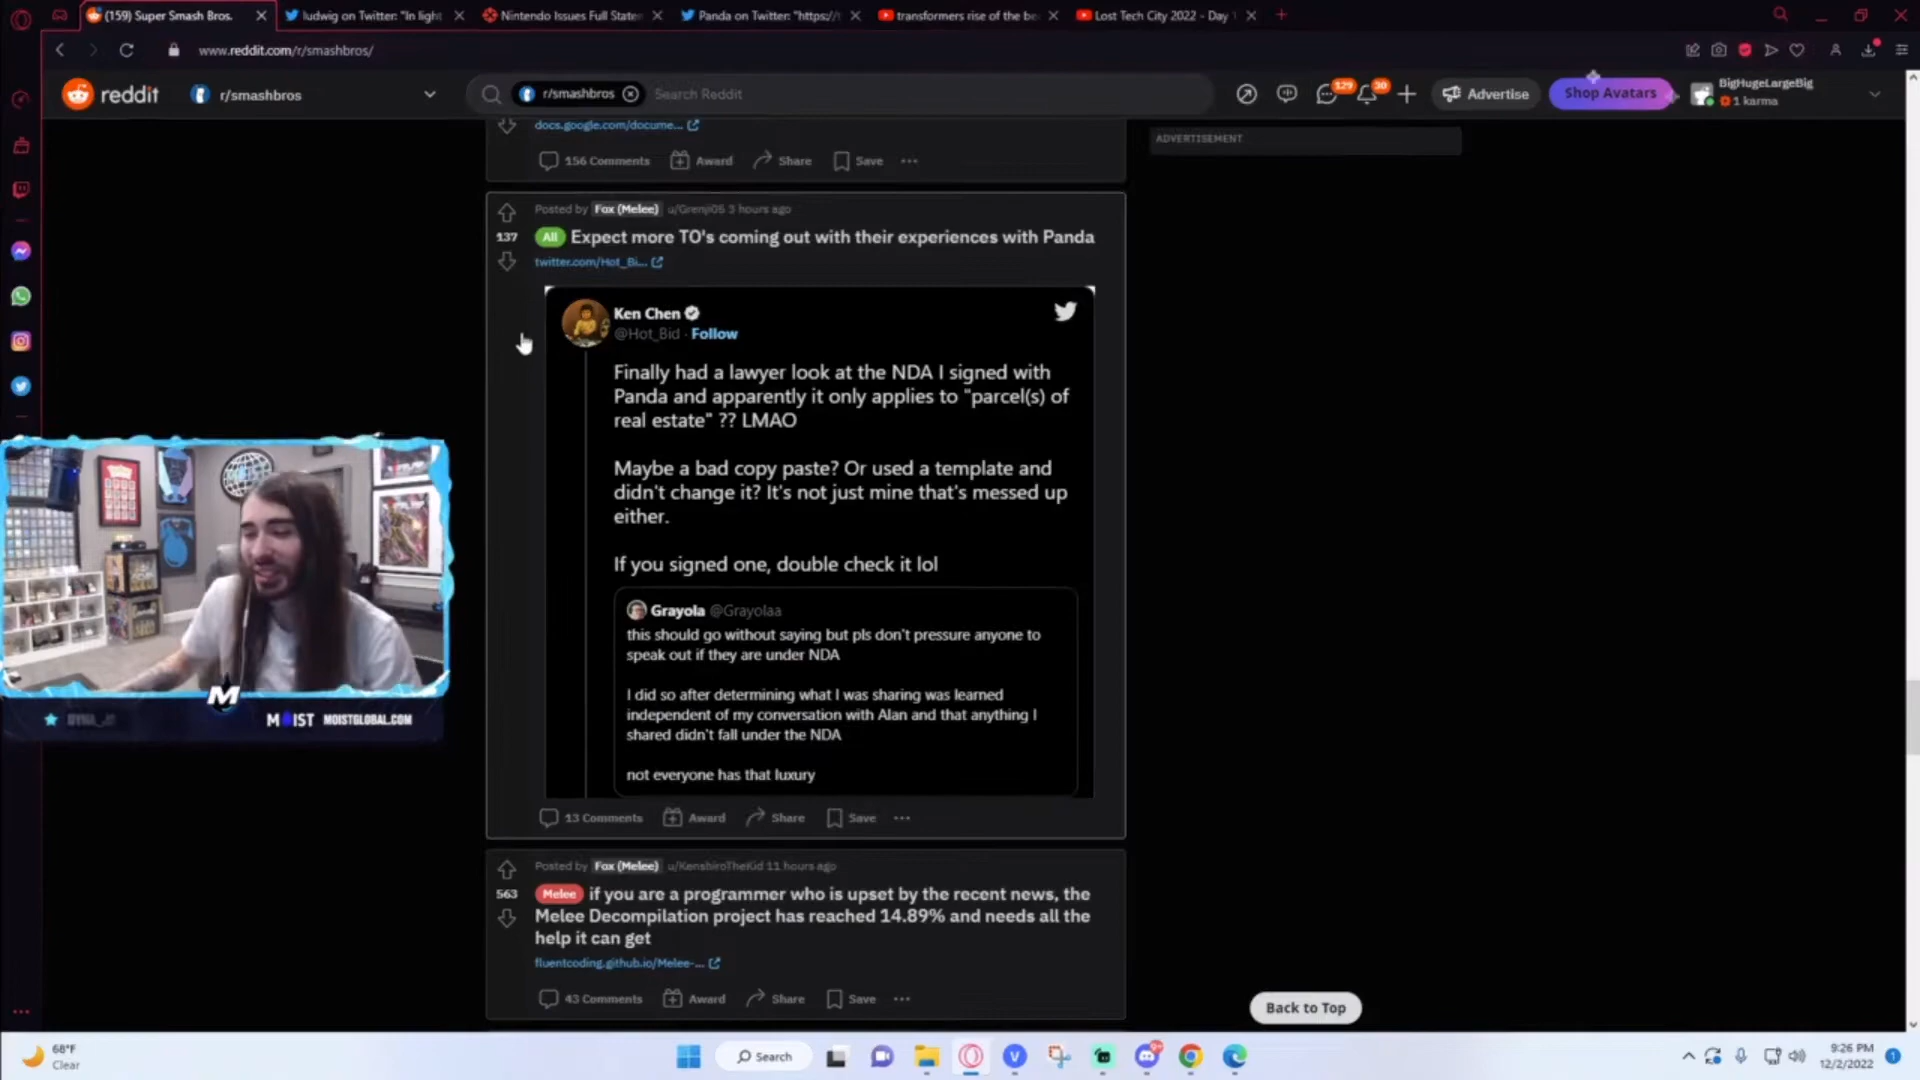 (159) Super Smash Bros.
ludwig on Twitter: "In light
Nintendo Issues Full State
Panda on Twitter: "https://
transformers rise of the be
Lost Tech City 2022 - Day
www.reddit.com/r/smashbros/
reddit
r/smashbros
r/smashbros
Search Reddit
129
30
Advertise
Shop Avatars
BigHugeLargeBig
1 karma
docs.google.com/docume...
156 Comments
Award
Share
Save
ADVERTISEMENT
Posted by Fox (Melee) u/Grenji05 3 hours ago
137
All Expect more TO's coming out with their experiences with Panda
twitter.com/Hot_Bi...
Ken Chen
@Hot_Bid · Follow
Finally had a lawyer look at the NDA I signed with
Panda and apparently it only applies to "parcel(s) of
real estate" ?? LMAO
Maybe a bad copy paste? Or used a template and
didn't change it? It's not just mine that's messed up
either.
If you signed one, double check it lol
Grayola @Grayolaa
this should go without saying but pls don't pressure anyone to
speak out if they are under NDA
I did so after determining what I was sharing was learned
independent of my conversation with Alan and that anything I
shared didn't fall under the NDA
not everyone has that luxury
13 Comments
Award
Share
Save
M
MOIST
MOISTGLOBAL.COM
Posted by Fox (Melee) u/KenshiroTheKid 11 hours ago
563
Melee if you are a programmer who is upset by the recent news, the
Melee Decompilation project has reached 14.89% and needs all the
help it can get
fluentcoding.github.io/Melee-...
43 Comments
Award
Share
Save
Back to Top
68°F
Clear
Search
9+
9:26 PM
12/2/2022
1